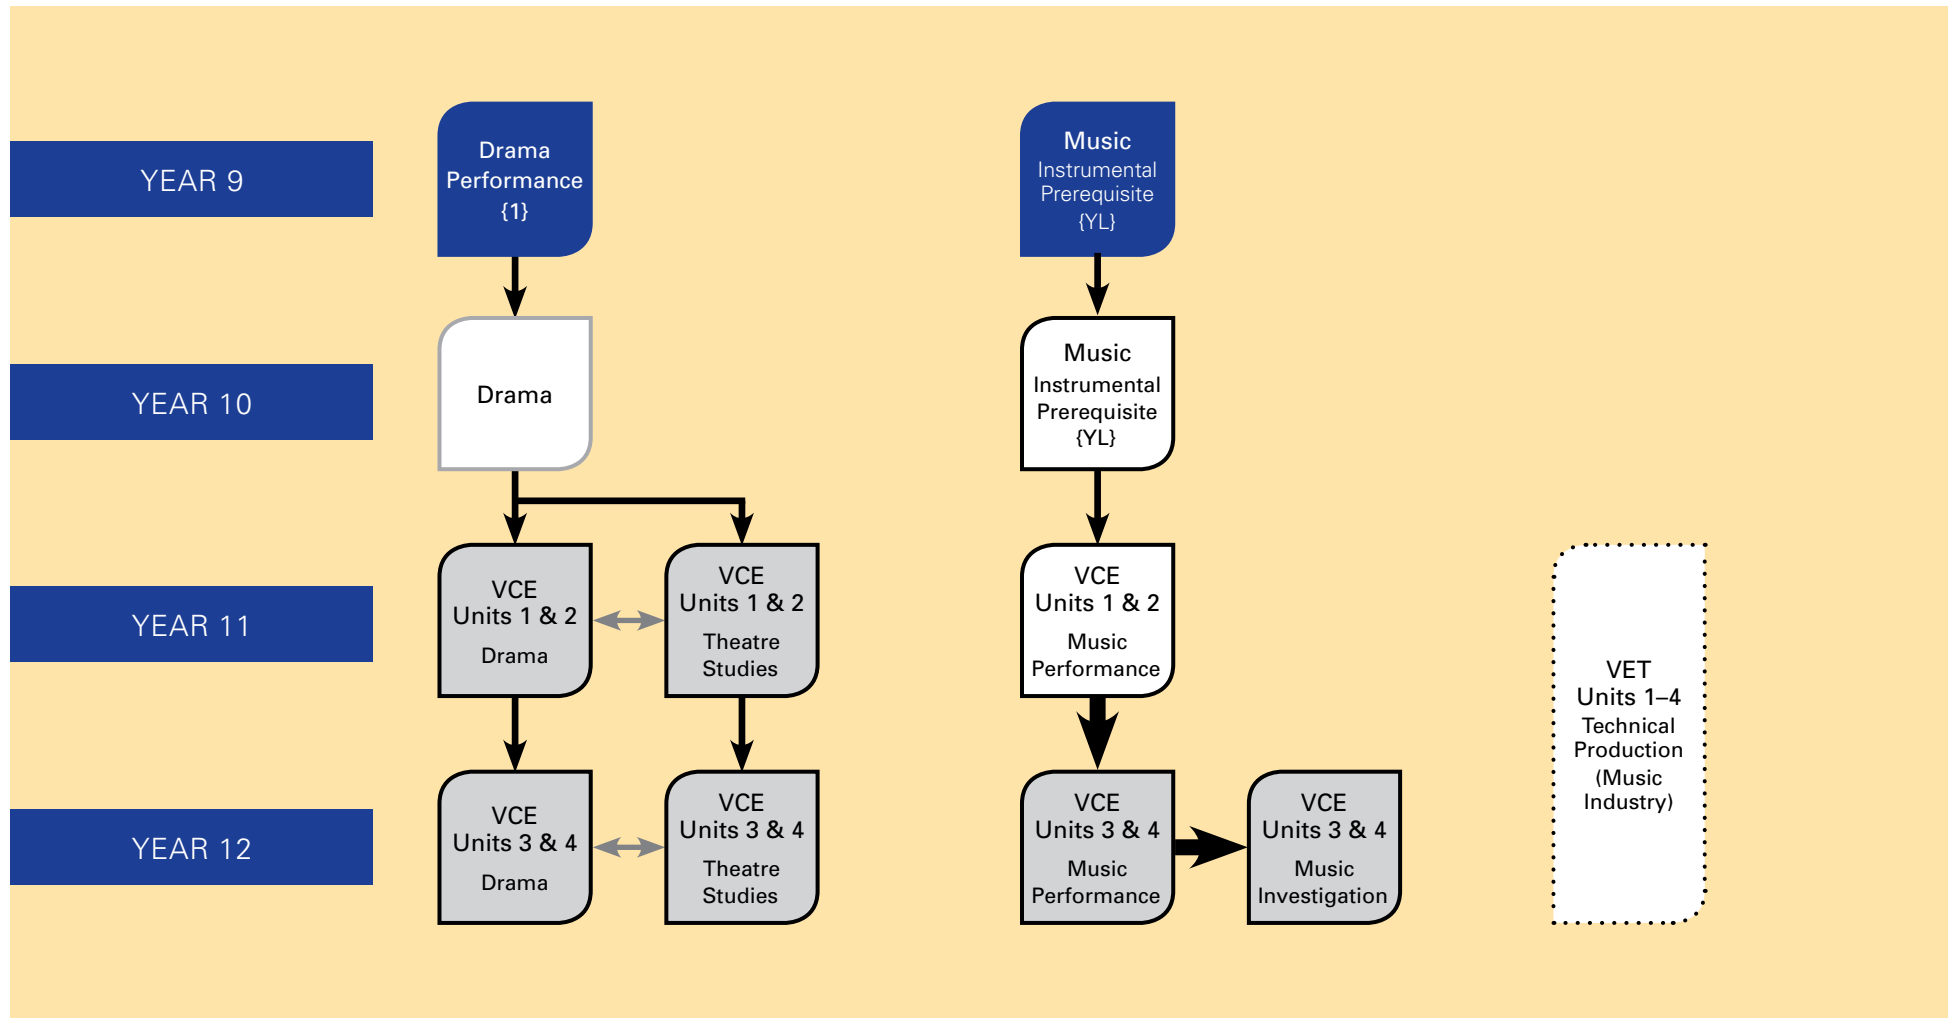 YEAR 9
Drama
Performance
{1}
Music
Instrumental
Prerequisite
{YL}
YEAR 10
Drama
Music
Instrumental
Prerequisite
{YL}
YEAR 11
VCE
Units 1 & 2
Drama
VCE
Units 1 & 2
Theatre
Studies
VCE
Units 1 & 2
Music
Performance
VET
Units 1–4
Technical
Production
(Music
Industry)
YEAR 12
VCE
Units 3 & 4
Drama
VCE
Units 3 & 4
Theatre
Studies
VCE
Units 3 & 4
Music
Performance
VCE
Units 3 & 4
Music
Investigation